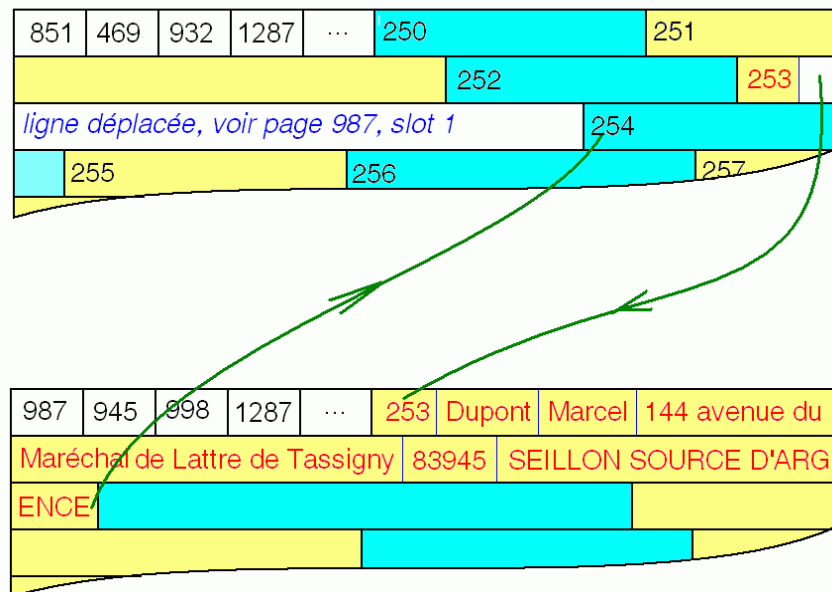 851 469 932 1287 ... 250 251
252 253
ligne déplacée, voir page 987, slot 1 254
255 256 257
987 945 998 1287 ... 253 Dupont Marcel 144 avenue du
Maréchal de Lattre de Tassigny 83945 SEILLON SOURCE D'ARG
ENCE